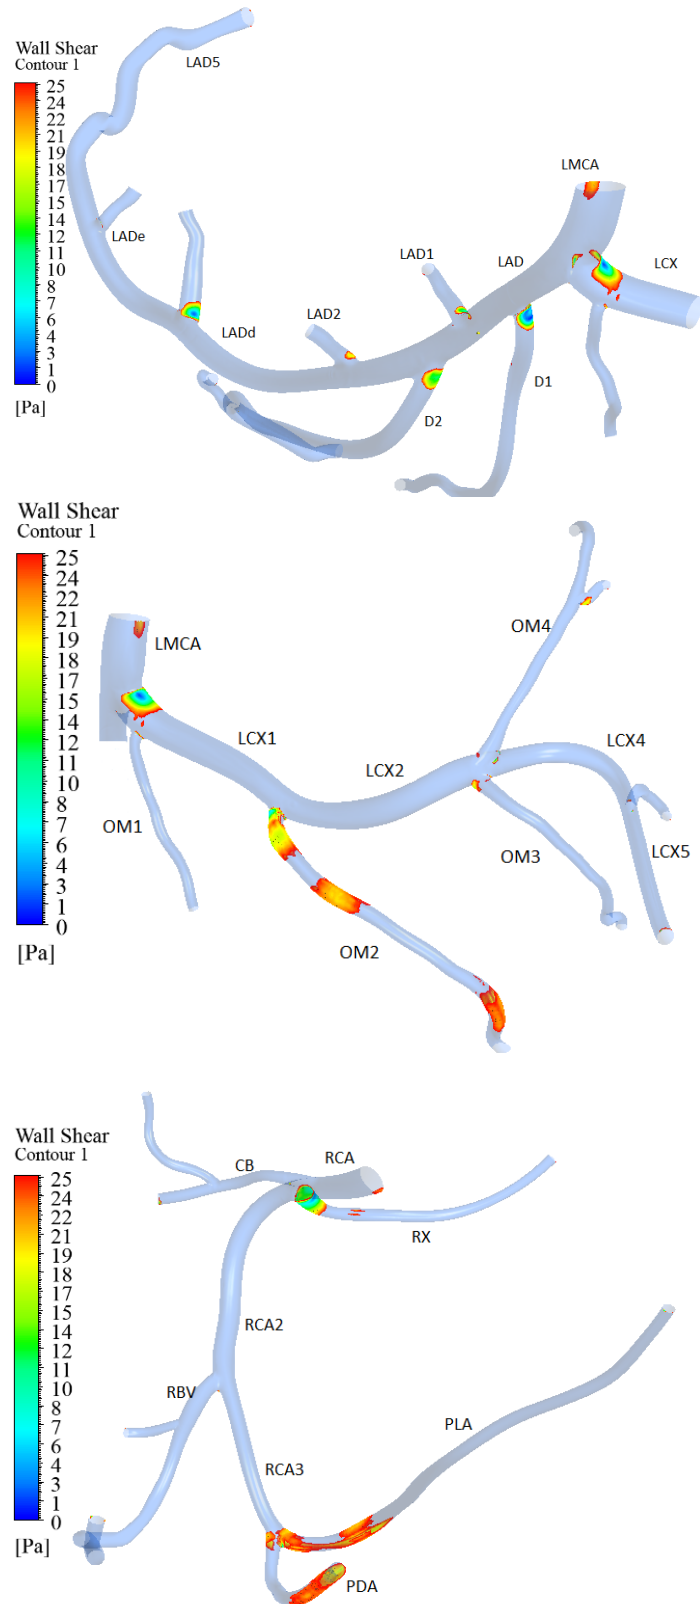 Wall Shear
Contour 1
25
24
22
21
19
18
17
15
14
12
10
9
8
7
5
4
3
1
0
[Pa]
LAD5
LMCA
LADe
LAD1
LAD
LCX
LAD2
LADd
D1
D2
Wall Shear
Contour 1
25
24
22
21
19
18
17
15
14
13
12
10
8
7
6
4
3
1
0
[Pa]
LMCA
OM4
LCX1
LCX4
LCX2
OM1
OM3
LCX5
OM2
Wall Shear
Contour 1
25
24
22
21
19
18
17
15
14
12
11
10
8
7
6
4
3
1
0
[Pa]
CB
RCA
RX
RCA2
RBV
PLA
RCA3
PDA